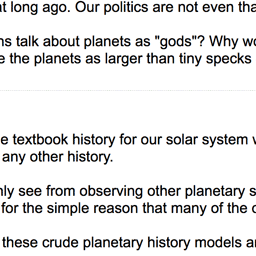 t long ago. Our politics are not even tha
ns talk about planets as "gods"? Why wo
e the planets as larger than tiny specks
e textbook history for our solar system
any other history.
nly see from observing other planetary s
for the simple reason that many of the
these crude planetary history models a